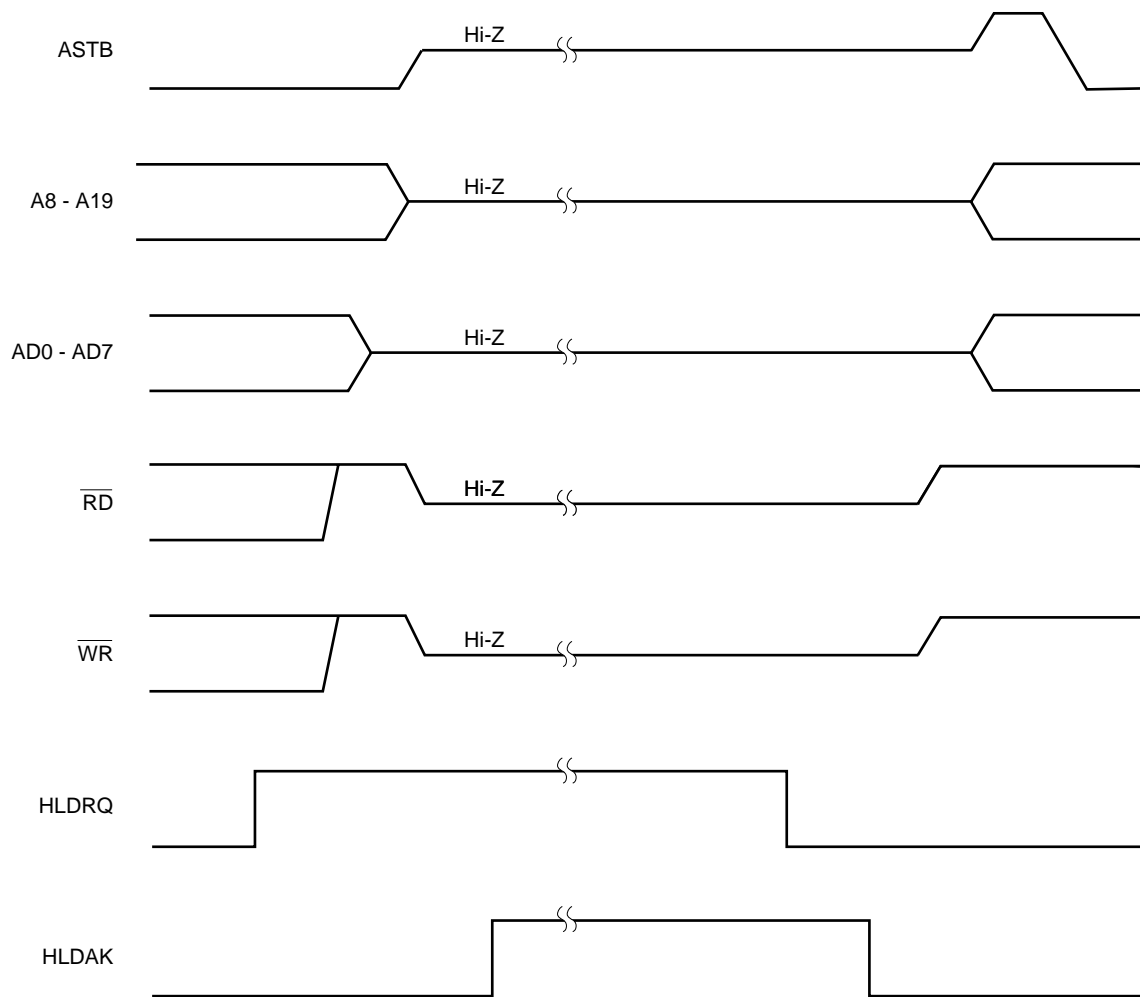 ASTB
Hi-Z
A8 - A19
Hi-Z
AD0 - AD7
Hi-Z
RD
Hi-Z
WR
Hi-Z
HLDRQ
HLDAK